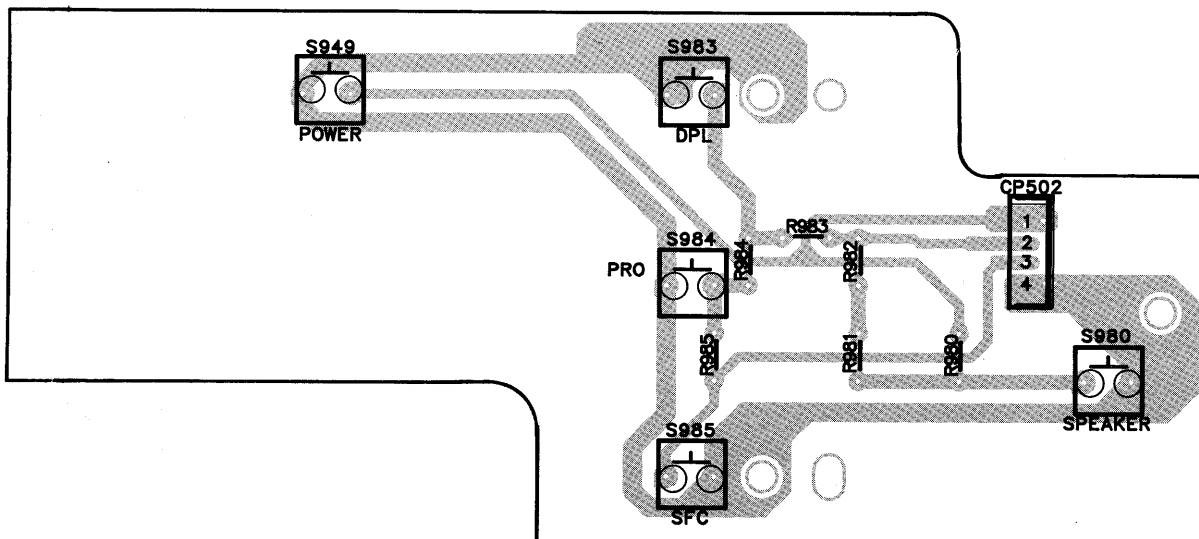 S949
S983
POWER
DPL
CP502
1
R983
S984
2
R984
R982
3
PRO
4
S980
R985
R981
R980
SPEAKER
S985
SFC